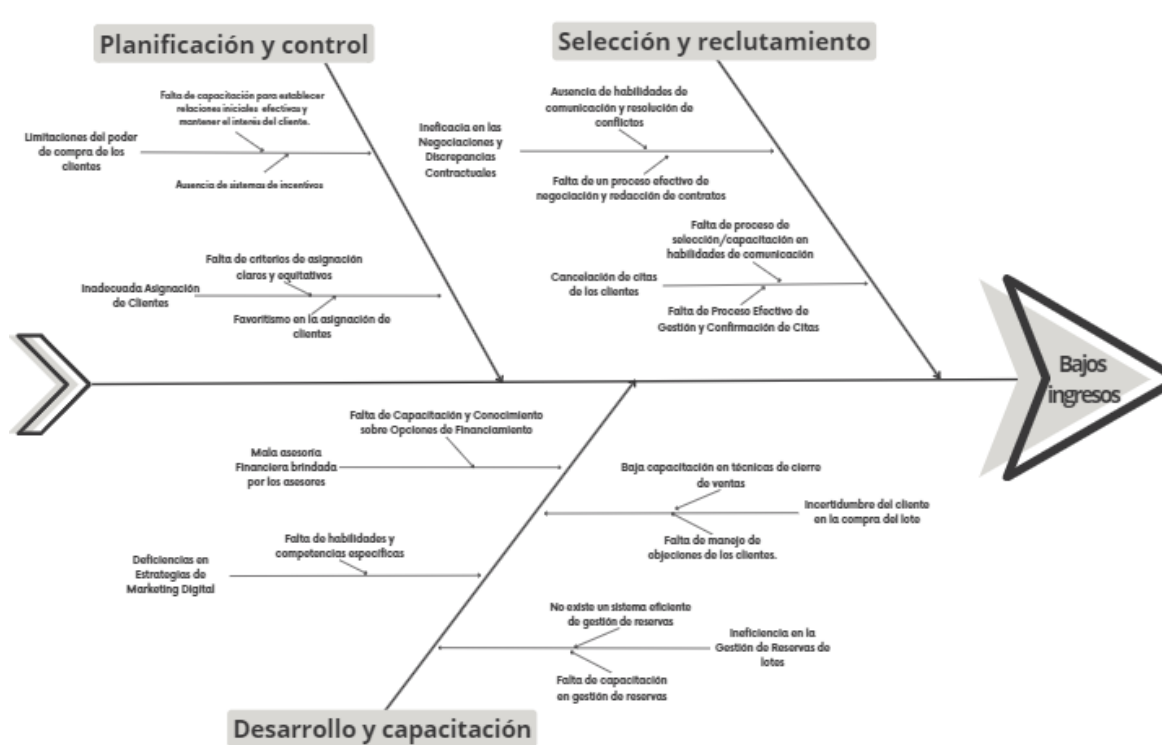 Planificación y control
Selección y reclutamiento
Falta de capacitación para establecer
relaciones iniciales efectivas y
mantener el interés del cliente.
Limitaciones del poder
de compra de los
clientes
Ausencia de sistemas de incentivos
Falta de criterios de asignación
claros y equitativos
Inadecuada Asignación
de Clientes
Favoritismo en la asignación de
clientes
Ausencia de habilidades de
comunicación y resolución de
conflictos
Ineficacia en las
Negociaciones y
Discrepancias
Contractuales
Falta de un proceso efectivo de
negociación y redacción de contratos
Falta de proceso de
selección/capacitación en
habilidades de comunicación
Cancelación de citas
de los clientes
Falta de Proceso Efectivo de
Gestión y Confirmación de Citas
Bajos
ingresos
Falta de Capacitación y Conocimiento
sobre Opciones de Financiamiento
Mala asesoría
Financiera brindada
por los asesores
Baja capacitación en técnicas de cierre
de ventas
Incertidumbre del cliente
en la compra del lote
Falta de manejo de
objeciones de los clientes.
Falta de habilidades y
competencias específicas
Deficiencias en
Estrategias de
Marketing Digital
No existe un sistema eficiente
de gestión de reservas
Ineficiencia en la
Gestión de Reservas de
lotes
Falta de capacitación
en gestión de reservas
Desarrollo y capacitación